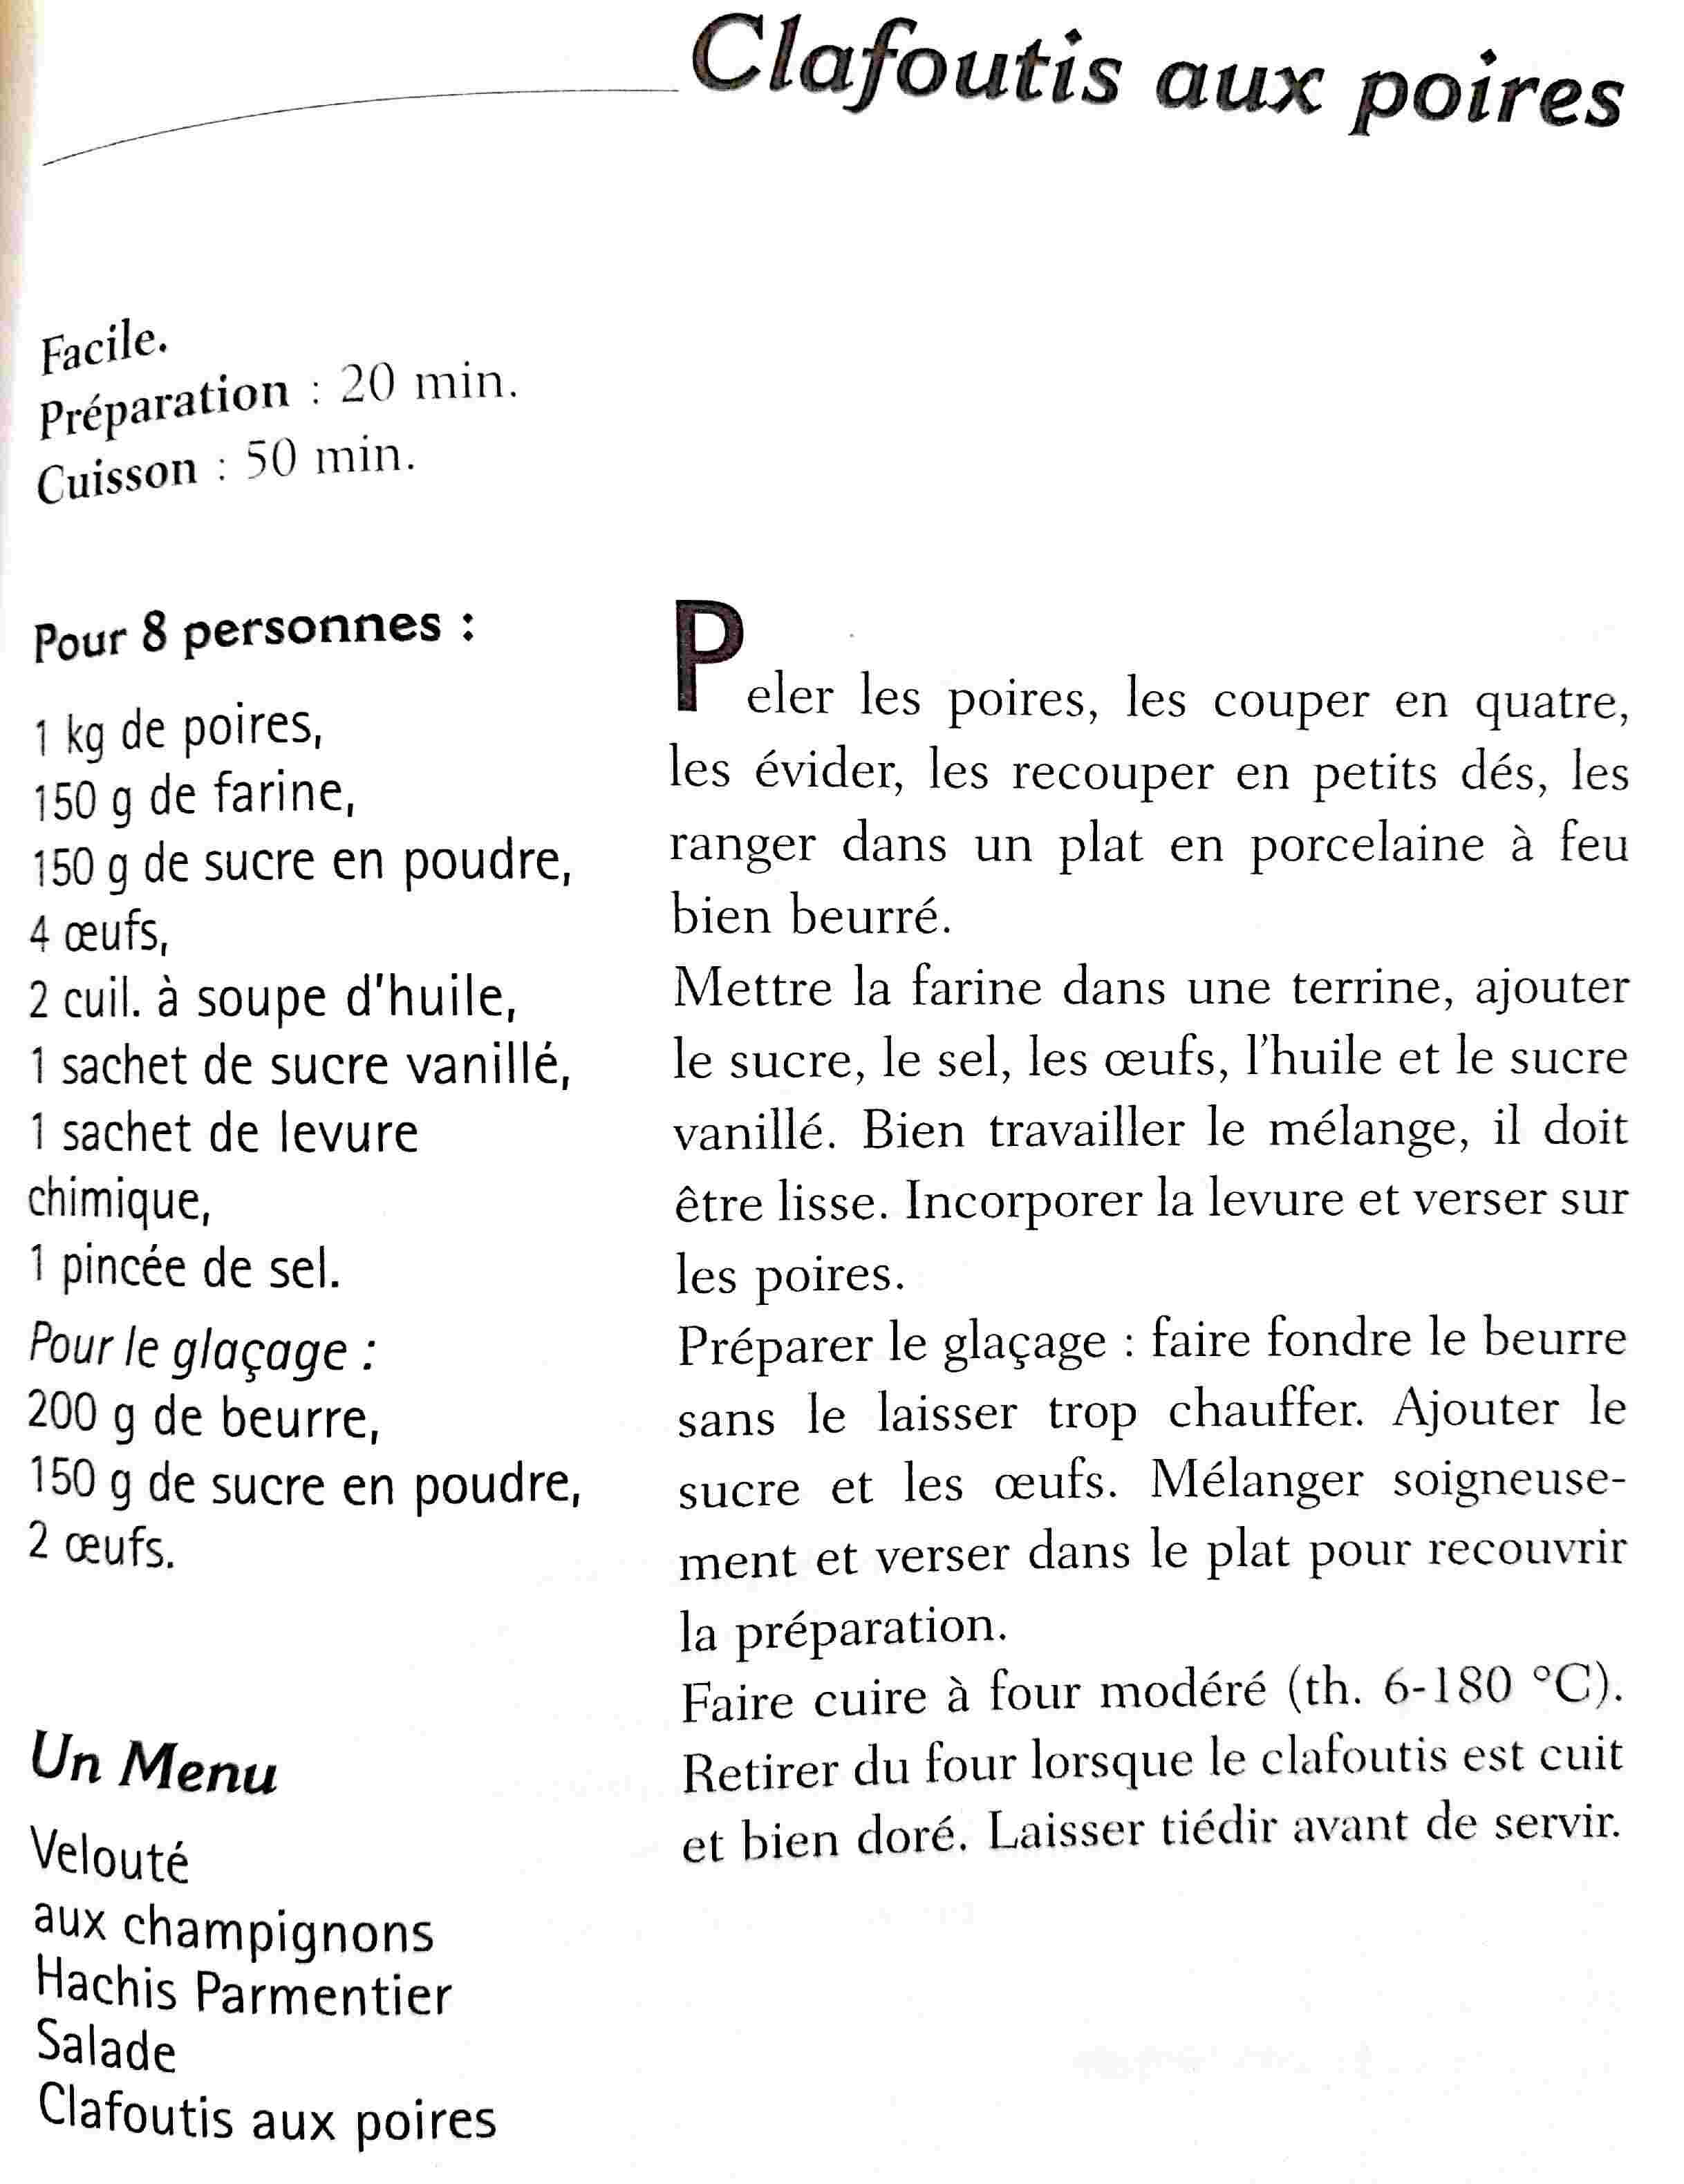 Clafoutis aux poires
Facile.
Préparation : 20 min.
Cuisson : 50 min.
Pour 8 personnes :
1 kg de poires,
150 g de farine,
150 g de sucre en poudre,
4 œufs,
2 cuil. à soupe d'huile,
1 sachet de sucre vanillé,
1 sachet de levure
chimique,
1 pincée de sel.
Pour le glaçage :
200 g de beurre,
150 g de sucre en poudre,
2 œufs.
Un Menu
Velouté
aux champignons
Hachis Parmentier
Salade
Clafoutis aux poires
Peler les poires, les couper en quatre,
les évider, les recouper en petits dés, les
ranger dans un plat en porcelaine à feu
bien beurré.
Mettre la farine dans une terrine, ajouter
le sucre, le sel, les œufs, l'huile et le sucre
vanillé. Bien travailler le mélange, il doit
être lisse. Incorporer la levure et verser sur
les poires.
Préparer le glaçage : faire fondre le beurre
sans le laisser trop chauffer. Ajouter le
sucre et les œufs. Mélanger soigneuse-
ment et verser dans le plat pour recouvrir
la préparation.
Faire cuire à four modéré (th. 6-180 °C).
Retirer du four lorsque le clafoutis est cuit
et bien doré. Laisser tiédir avant de servir.